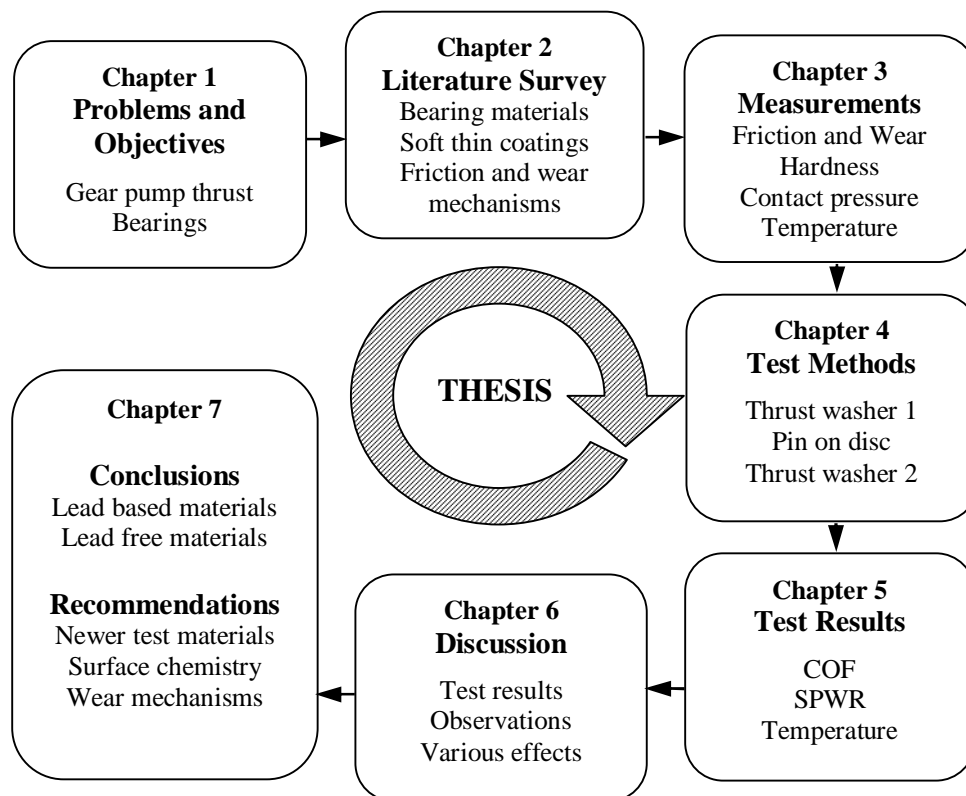 Chapter 1
Problems and
Objectives
Gear pump thrust
Bearings
Chapter 2
Literature Survey
Bearing materials
Soft thin coatings
Friction and wear
mechanisms
Chapter 3
Measurements
Friction and Wear
Hardness
Contact pressure
Temperature
THESIS
Chapter 4
Test Methods
Thrust washer 1
Pin on disc
Thrust washer 2
Chapter 5
Test Results
COF
SPWR
Temperature
Chapter 6
Discussion
Test results
Observations
Various effects
Chapter 7
Conclusions
Lead based materials
Lead free materials
Recommendations
Newer test materials
Surface chemistry
Wear mechanisms